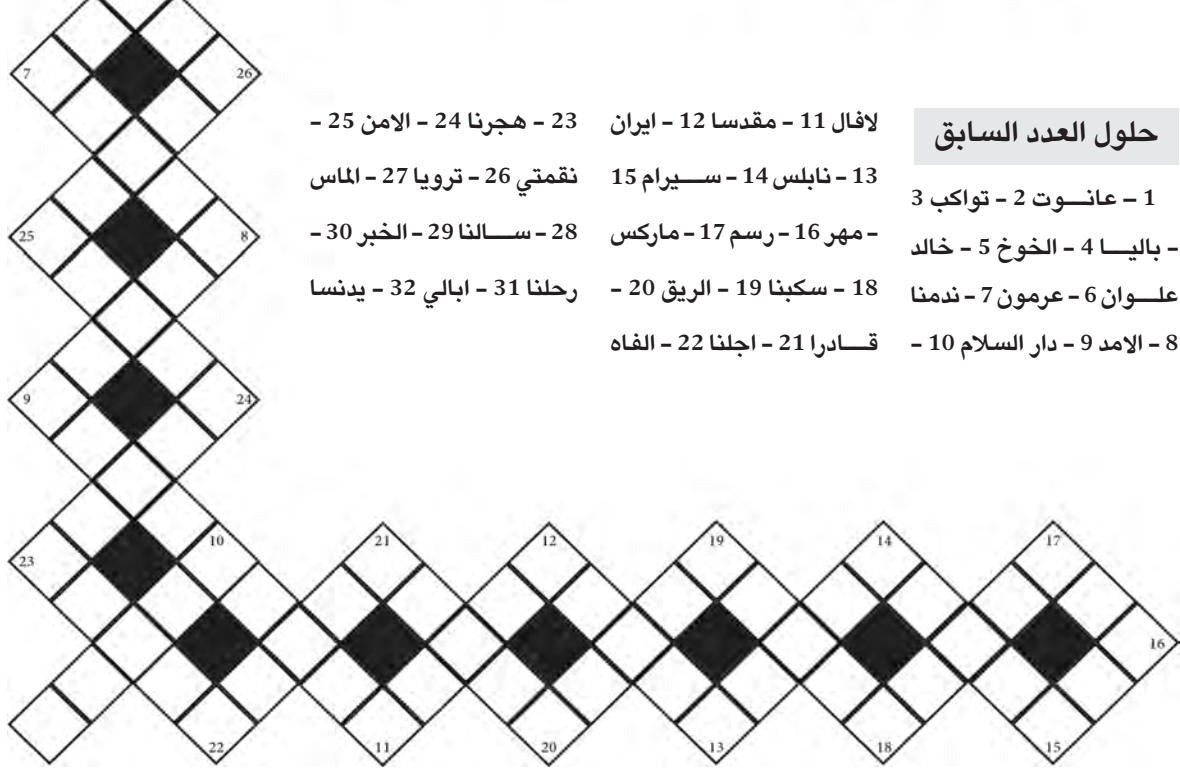 حلول العدد السابق
1 – عانـــوت 2 – تواكب 3
– باليـــا 4 – الخوخ 5 – خالد
علـــوان 6 – عرمون 7 – ندمنا
8 – الامد 9 – دار السلام 10 –
لافال 11 – مقدسا 12 – ايران
13 – نابلس 14 – ســـيرام 15
– مهر 16 – رسم 17 – ماركس
18 – سكبنا 19 – الريق 20 –
قـــادرا 21 – اجلنا 22 – الفاه
23 – هجرنا 24 – الامن 25 –
نقمتي 26 – ترويا 27 – الماس
28 – ســـالنا 29 – الخبر 30 –
رحلنا 31 – ابالي 32 – يدنسا
7
26
25
8
9
24
23
10
21
12
19
14
17
16
22
11
20
13
18
15